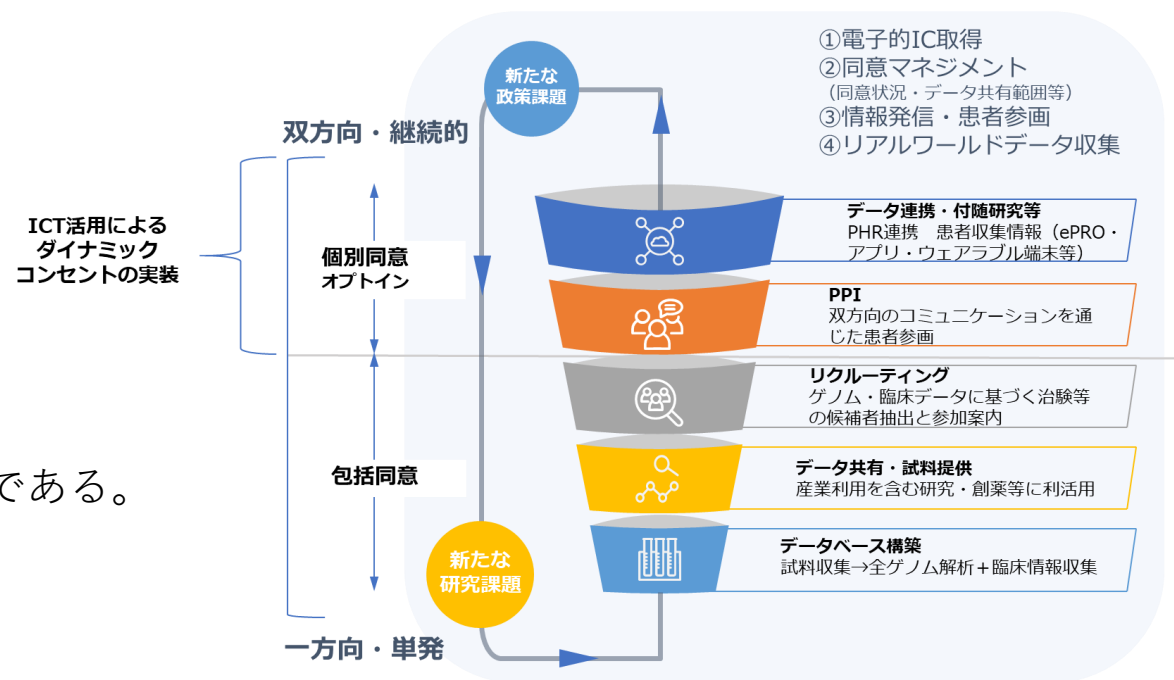 ①電子的IC取得
②同意マネジメント
（同意状況・データ共有範囲等）
③情報発信・患者参画
④リアルワールドデータ収集
新たな
政策課題
双方向・継続的
ICT活用による
ダイナミック
コンセントの実装
個別同意
オプトイン
データ連携・付随研究等
PHR連携　患者収集情報（ePRO・
アプリ・ウェアラブル端末等）
PPI
双方向のコミュニケーションを通
じた患者参画
リクルーティング
ゲノム・臨床データに基づく治験等
の候補者抽出と参加案内
包括同意
である。
データ共有・試料提供
産業利用を含む研究・創薬等に利活用
新たな
研究課題
データベース構築
試料収集→全ゲノム解析＋臨床情報収集
一方向・単発